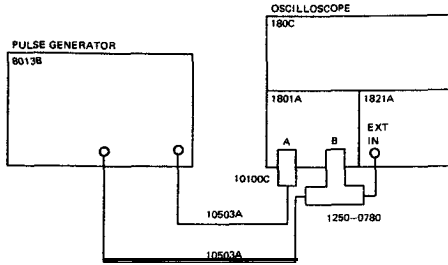 OSCILLOSCOPE
180C
PULSE GENERATOR
8013B
1801A
1821A
EXT
IN
A
B
10100C
10503A
1250-0780
10503A